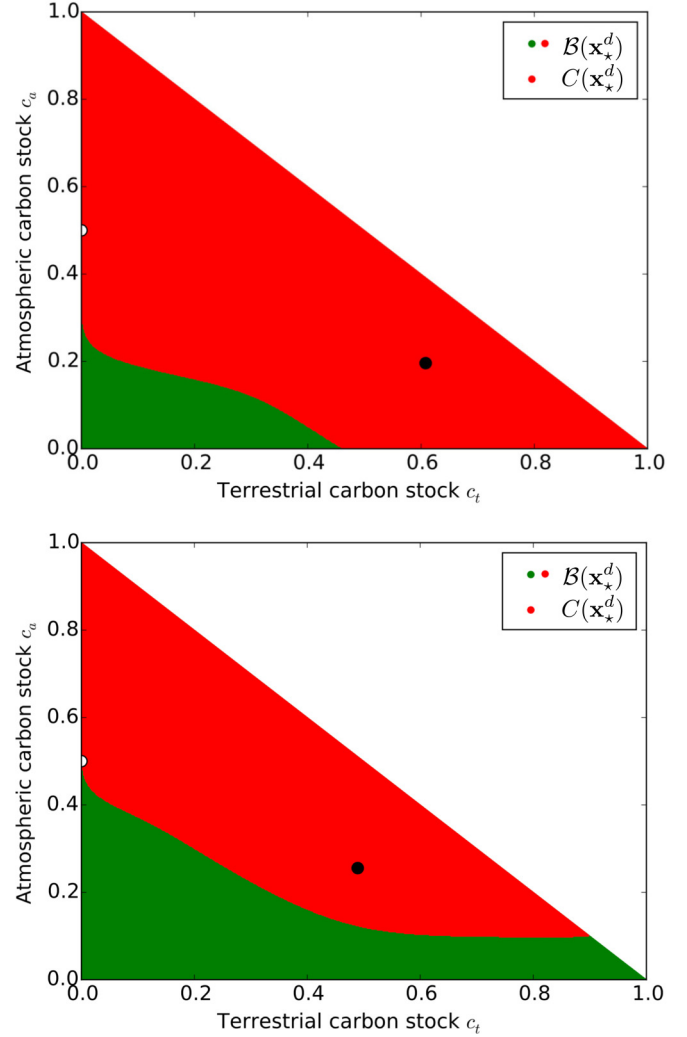 1.0
0.8
0.6
0.4
0.2
0.0
Atmospheric carbon stock c_a
0.0 0.2 0.4 0.6 0.8 1.0
Terrestrial carbon stock c_t
ℬ(𝐱⋆ᵈ)
C(𝐱⋆ᵈ)
1.0
0.8
0.6
0.4
0.2
0.0
Atmospheric carbon stock c_a
0.0 0.2 0.4 0.6 0.8 1.0
Terrestrial carbon stock c_t
ℬ(𝐱⋆ᵈ)
C(𝐱⋆ᵈ)